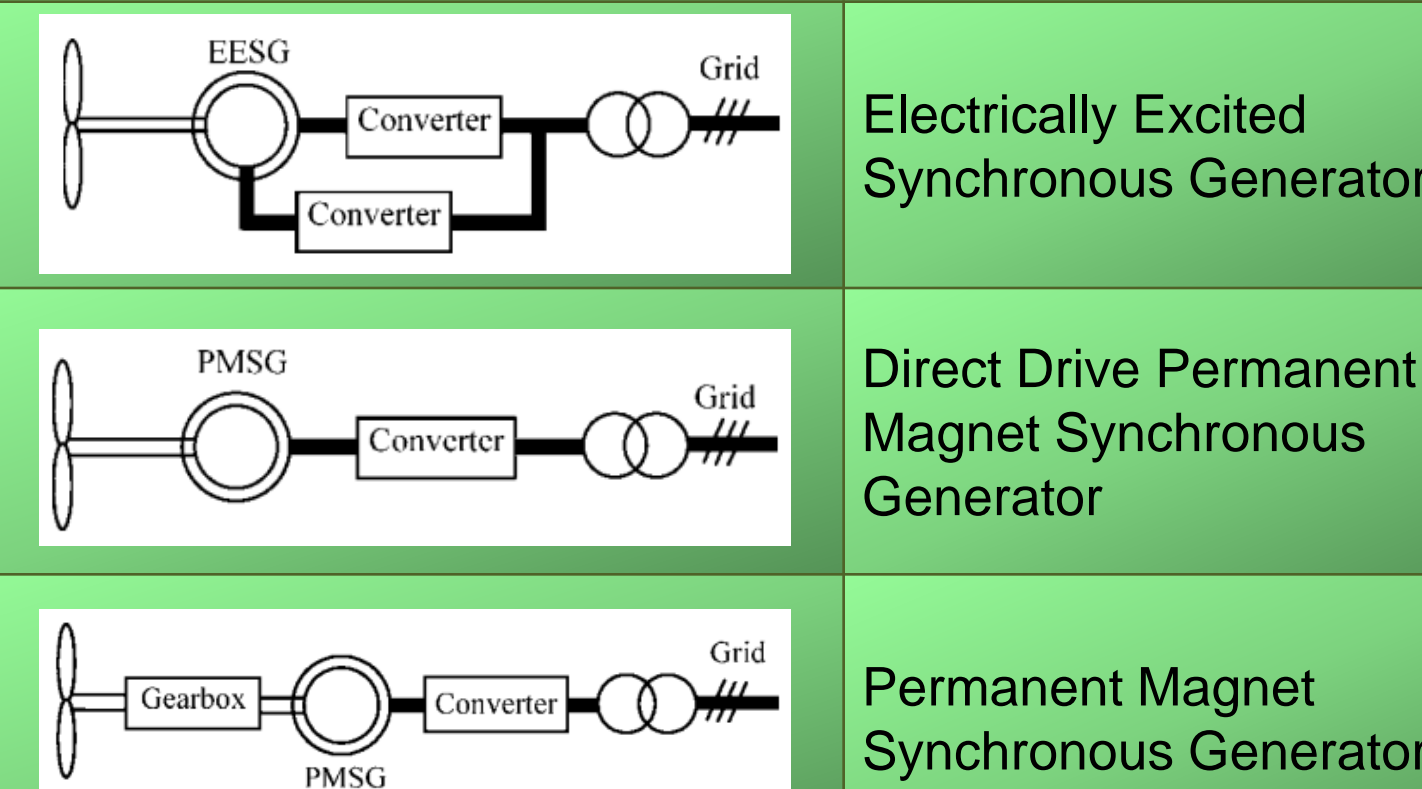 EESG
Grid
Converter
Converter
Electrically Excited
Synchronous Generator
PMSG
Grid
Converter
Direct Drive Permanent
Magnet Synchronous
Generator
Grid
Gearbox
Converter
PMSG
Permanent Magnet
Synchronous Generator